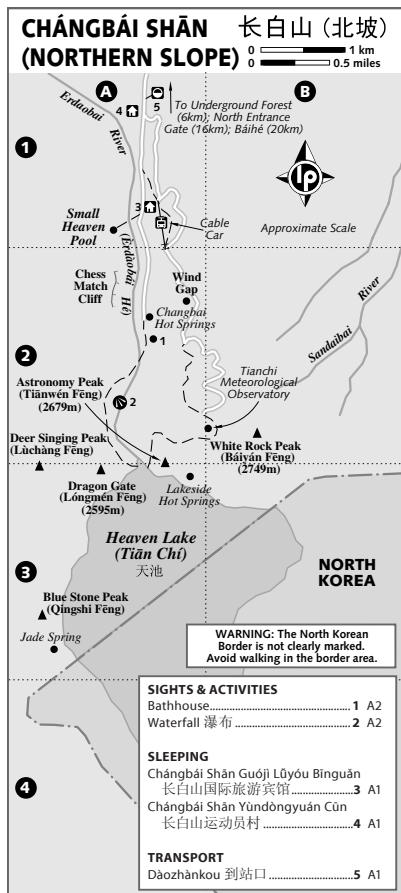 CHÁNGBÁI SHĀN
(NORTHERN SLOPE)
长白山 (北坡)
0 1 km
0 0.5 miles
A
B
Erdaobai
River
4
5
To Underground Forest
(6km); North Entrance
Gate (16km); Báihé (20km)
1
lp
3
Small
Heaven
Pool
Cable
Car
Approximate Scale
(Erdàobái Hé)
Chess
Match
Cliff
Wind
Gap
Changbai
Hot Springs
River
Sandaibai
1
2
Astronomy Peak
(Tiānwén Fēng)
(2679m)
2
Tianchi
Meteorological
Observatory
Deer Singing Peak
(Lùchàng Fēng)
White Rock Peak
(Báiyán Fēng)
(2749m)
Dragon Gate
(Lóngmén Fēng)
(2595m)
Lakeside
Hot Springs
Heaven Lake
(Tiān Chí)
天池
NORTH
KOREA
3
Blue Stone Peak
(Qingshi Fēng)
Jade Spring
WARNING: The North Korean
Border is not clearly marked.
Avoid walking in the border area.
4
SIGHTS & ACTIVITIES
Bathhouse.......................................1 A2
Waterfall 瀑布................................2 A2
SLEEPING
Chángbái Shān Guójì Lǚyóu Bīnguǎn
长白山国际旅游宾馆.................3 A1
Chángbái Shān Yùndòngyuán Cūn
长白山运动员村.......................4 A1
TRANSPORT
Dàozhànkou 到站口.......................5 A1